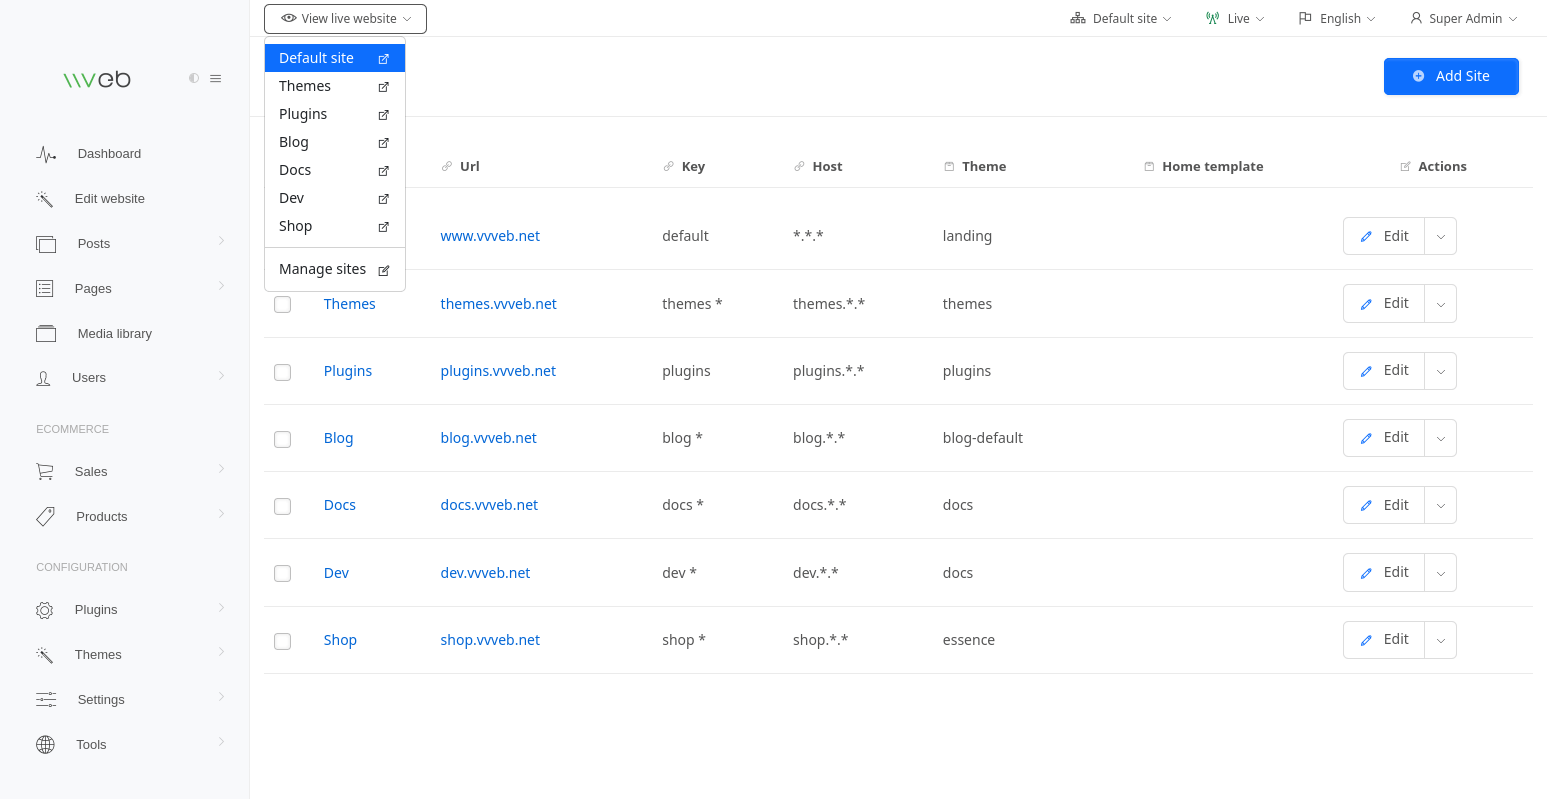 View live website
Default site
Live
English
Super Admin
vvveb
Default site
Themes
Plugins
Blog
Docs
Dev
Shop
Manage sites
Add Site
Dashboard
Edit website
Posts
Pages
Media library
Users
ECOMMERCE
Sales
Products
CONFIGURATION
Plugins
Themes
Settings
Tools
Url Key Host Theme Home template Actions
www.vvveb.net default *.*.* landing Edit
Themes themes.vvveb.net themes * themes.*.* themes Edit
Plugins plugins.vvveb.net plugins plugins.*.* plugins Edit
Blog blog.vvveb.net blog * blog.*.* blog-default Edit
Docs docs.vvveb.net docs * docs.*.* docs Edit
Dev dev.vvveb.net dev * dev.*.* docs Edit
Shop shop.vvveb.net shop * shop.*.* essence Edit